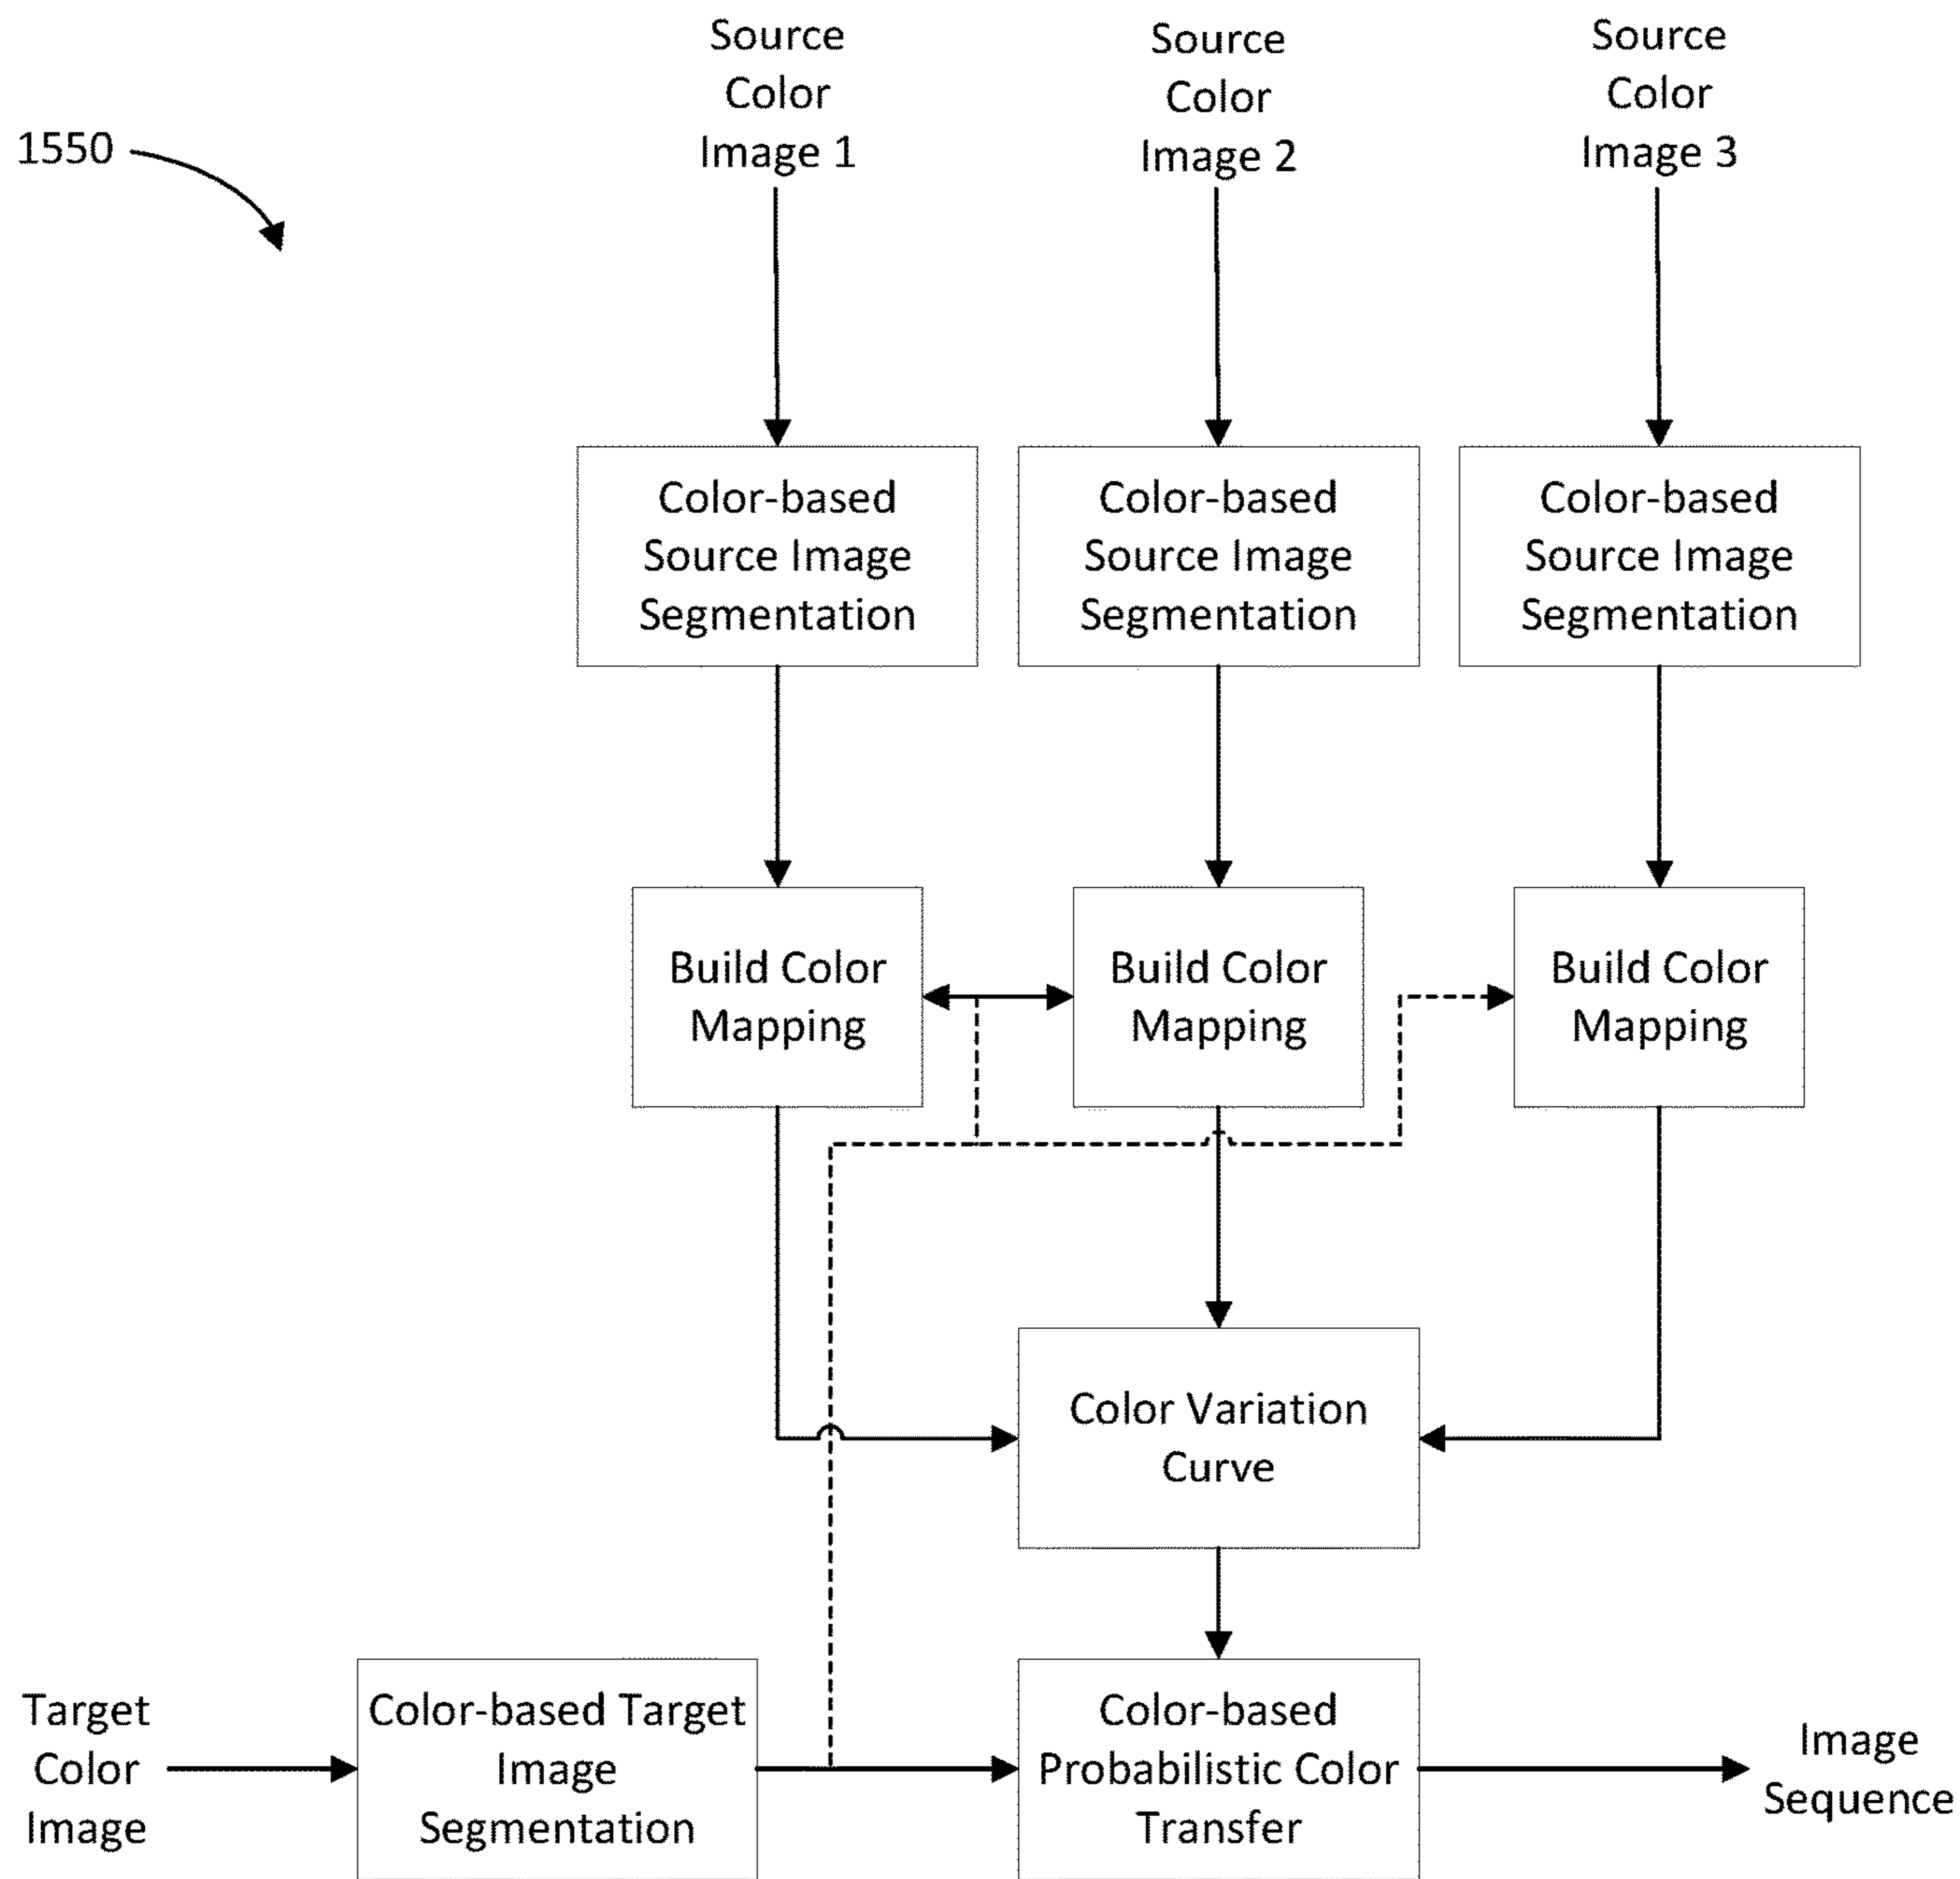 1550
Source
Color
Image 1
Source
Color
Image 2
Source
Color
Image 3
Color-based
Source Image
Segmentation
Color-based
Source Image
Segmentation
Color-based
Source Image
Segmentation
Build Color
Mapping
Build Color
Mapping
Build Color
Mapping
Color Variation
Curve
Target
Color
Image
Color-based Target
Image
Segmentation
Color-based
Probabilistic Color
Transfer
Image
Sequence